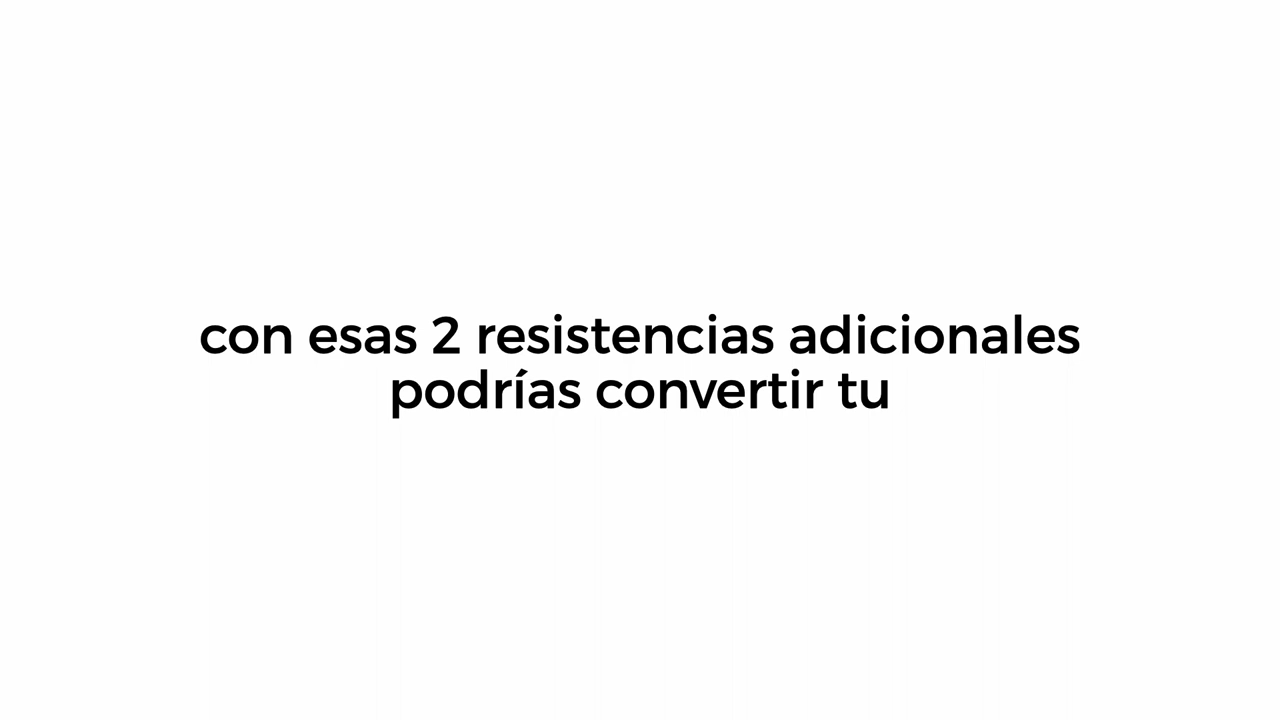 con esas 2 resistencias adicionales
podrías convertir tu